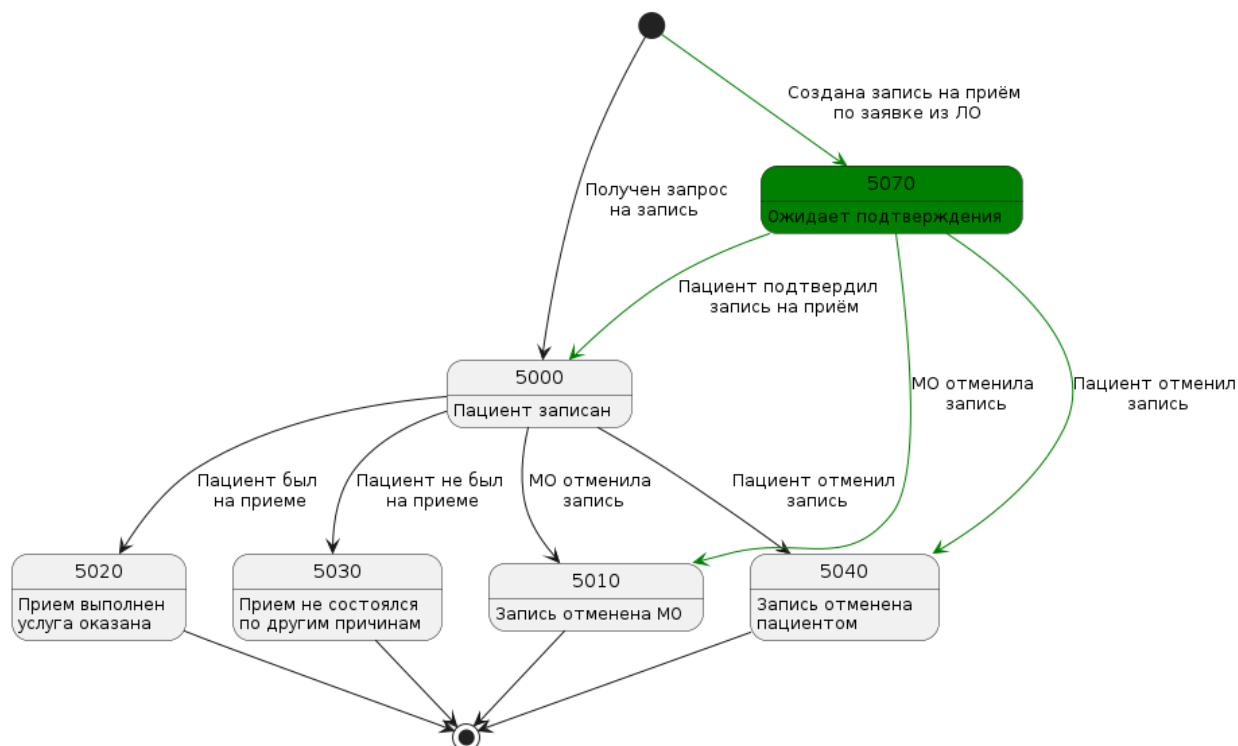 Создана запись на приём
по заявке из ЛО
5070
Ожидает подтверждения
Получен запрос
на запись
Пациент подтвердил
запись на приём
5000
Пациент записан
МО отменила
запись
Пациент отменил
запись
Пациент был
на приеме
Пациент не был
на приеме
МО отменила
запись
Пациент отменил
запись
5020
Прием выполнен
услуга оказана
5030
Прием не состоялся
по другим причинам
5010
Запись отменена МО
5040
Запись отменена
пациентом